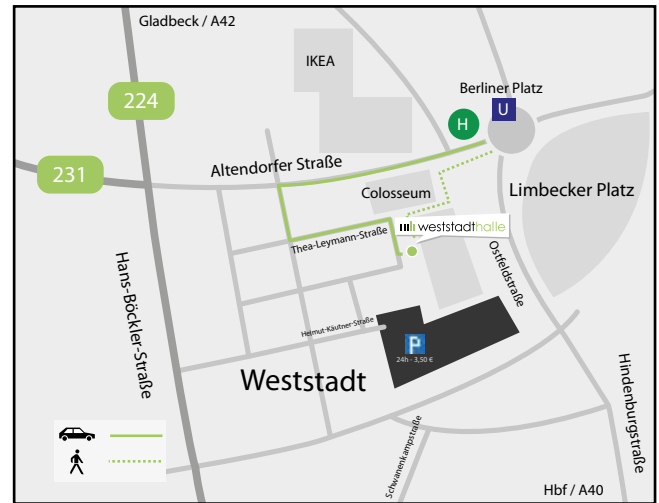 Gladbeck / A42
IKEA
224
Berliner Platz
U
H
231
Altendorfer Straße
Colosseum
Limbecker Platz
weststadthalle
Thea-Leymann-Straße
Ostfeldstraße
Hans-Böckler-Straße
Helmut-Käutner-Straße
P
24h - 3,50 €
Weststadt
Hindenburgstraße
Schwanenkampstraße
Hbf / A40